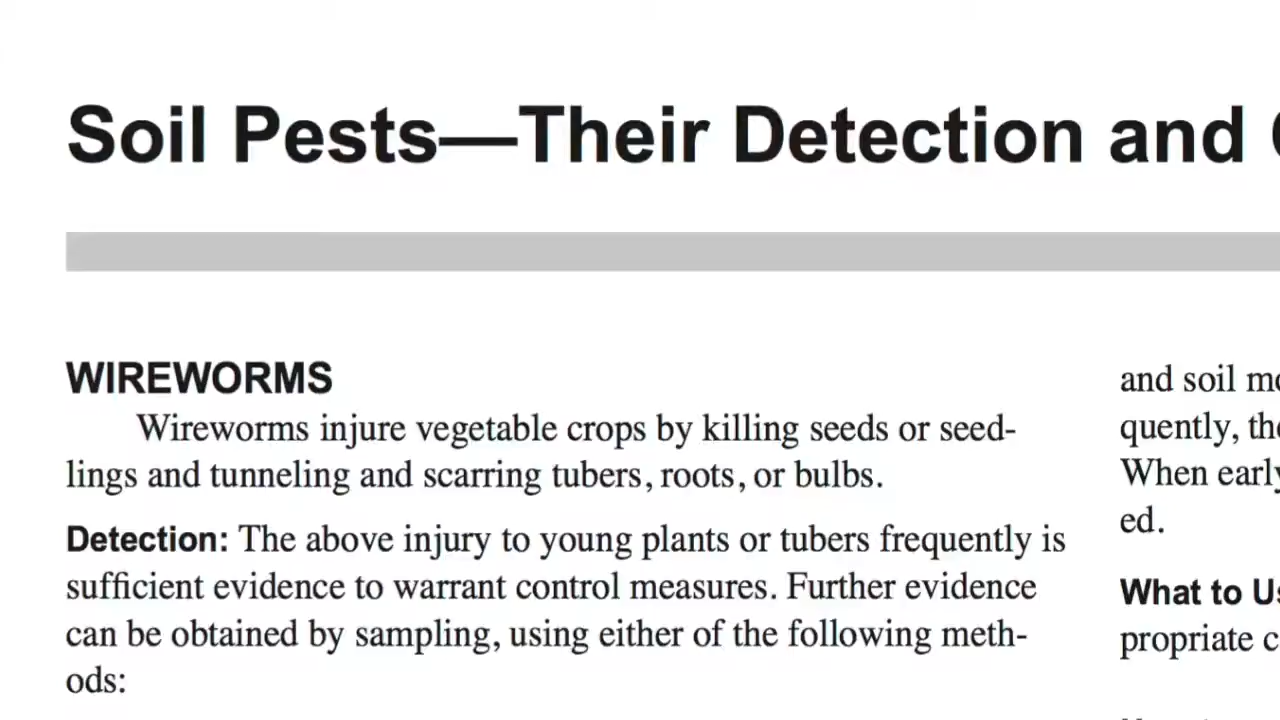 Soil Pests—Their Detection and
WIREWORMS
Wireworms injure vegetable crops by killing seeds or seed-
lings and tunneling and scarring tubers, roots, or bulbs.
Detection: The above injury to young plants or tubers frequently is
sufficient evidence to warrant control measures. Further evidence
can be obtained by sampling, using either of the following meth-
ods:
and soil
quently,
When early
ed.
What to
propriate